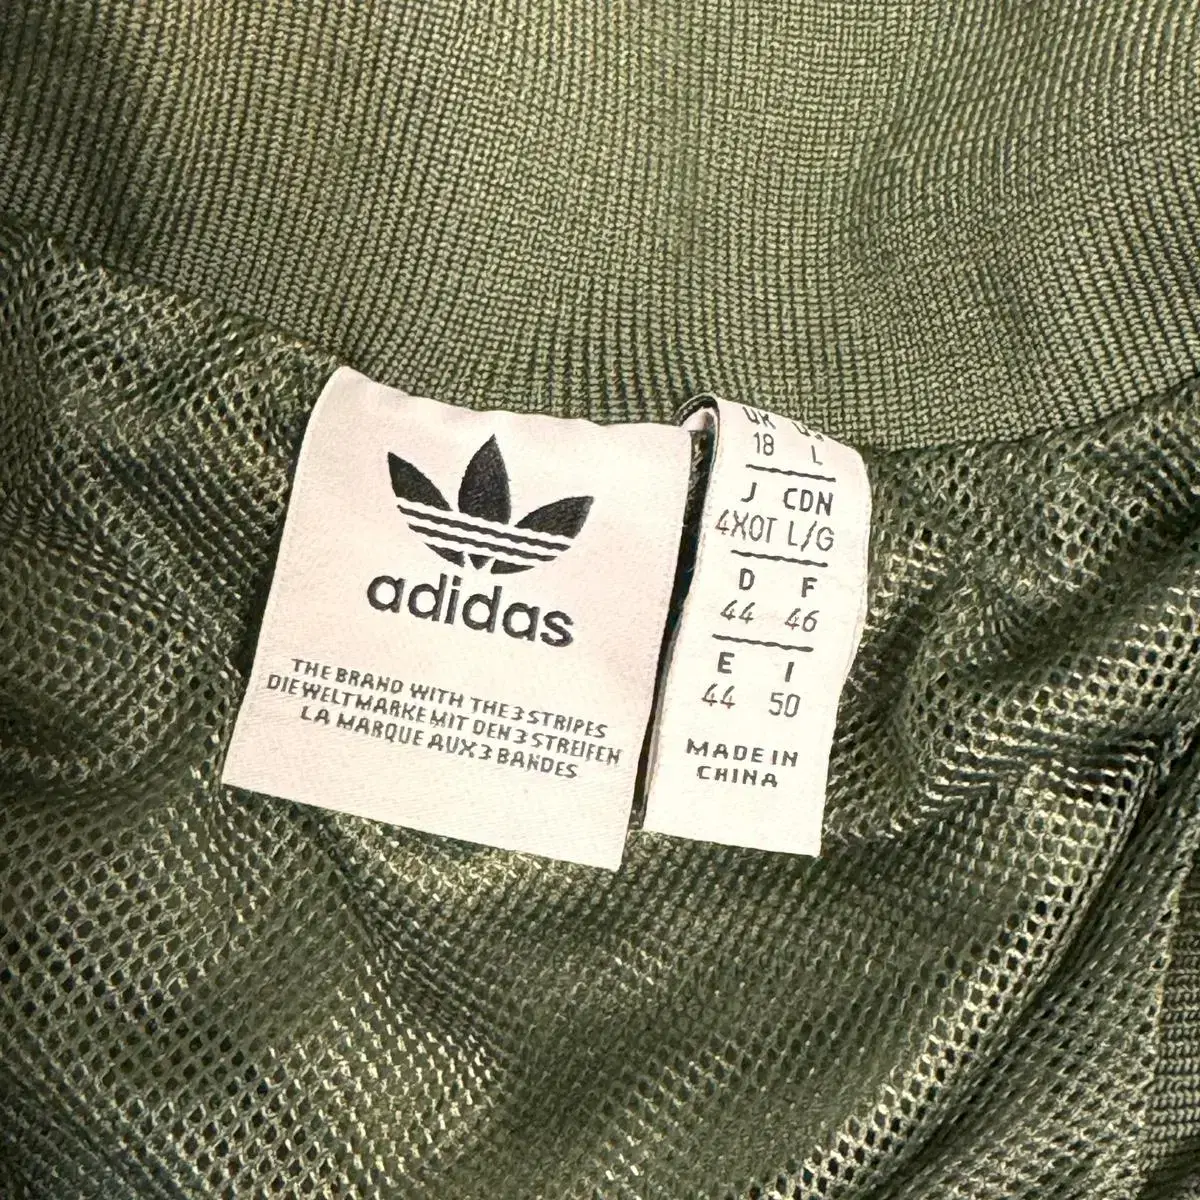 adidas
THE BRAND WITH THE 3 STRIPES
DIE WELTMARKE MIT DEN 3 STREIFEN
LA MARQUE AUX 3 BANDES
UK US
18 L
J CDN
4XOT L/G
D F
44 46
E I
44 50
MADE IN
CHINA